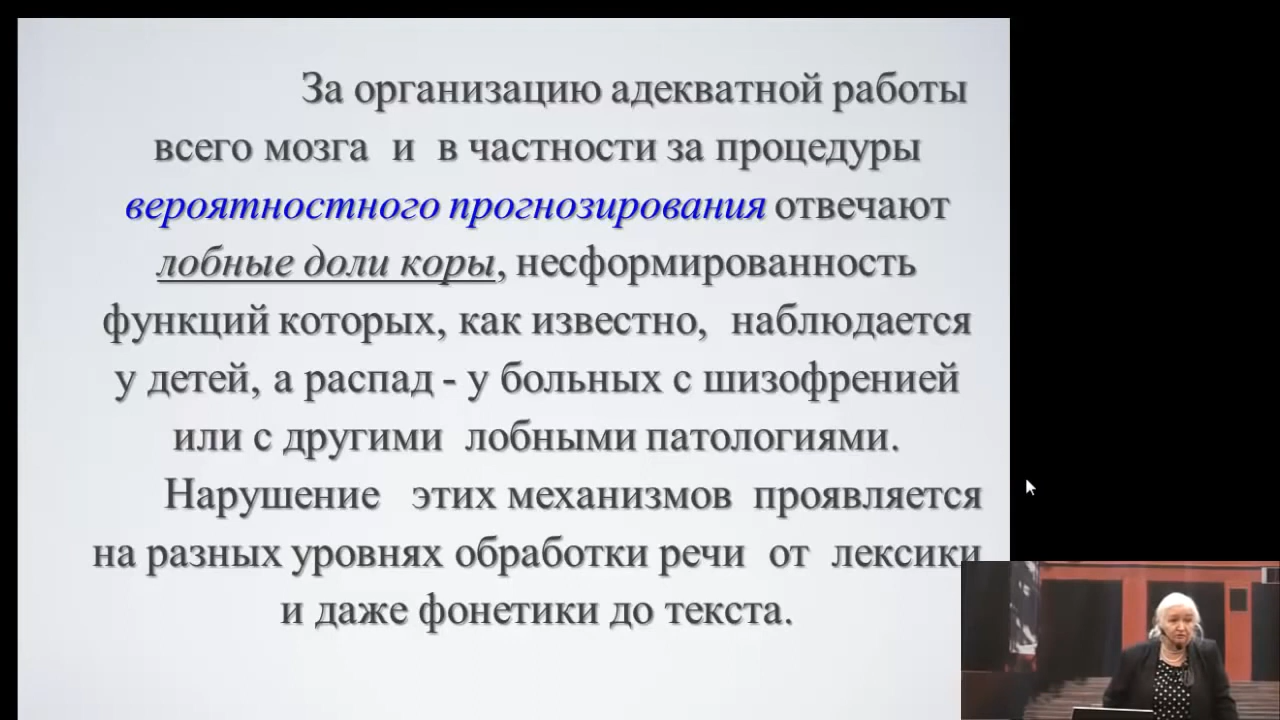 За организацию адекватной работы
всего мозга и в частности за процедуры
вероятностного прогнозирования отвечают
лобные доли коры, несформированность
функций которых, как известно, наблюдается
у детей, а распад - у больных с шизофренией
или с другими лобными патологиями.
Нарушение этих механизмов проявляется
на разных уровнях обработки речи от лексики
и даже фонетики до текста.